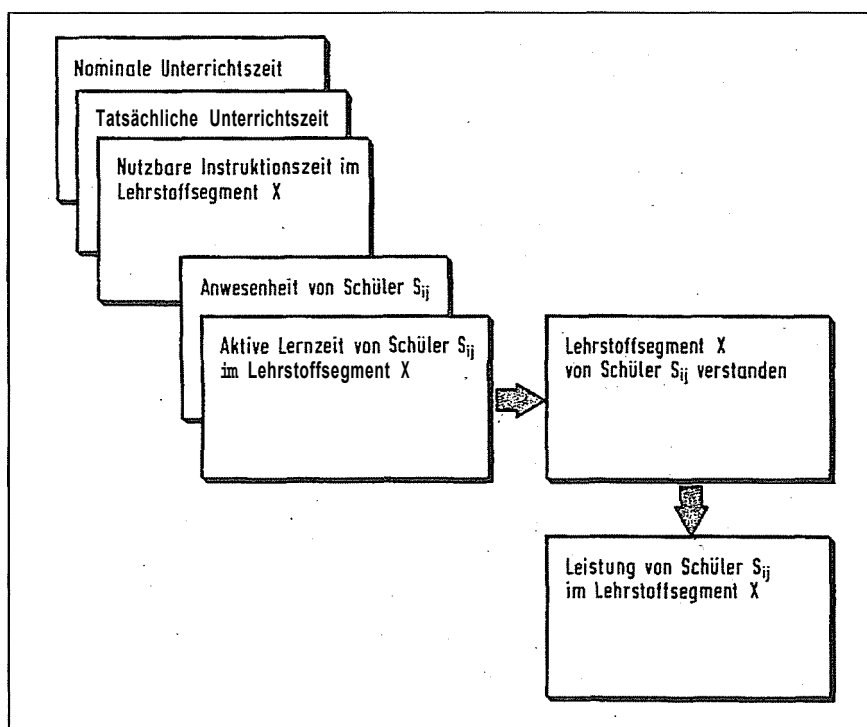 Nominale Unterrichtszeit
Tatsächliche Unterrichtszeit
Nutzbare Instruktionszeit im
Lehrstoffsegment X
Anwesenheit von Schüler Sij
Aktive Lernzeit von Schüler Sij
im Lehrstoffsegment X
Lehrstoffsegment X
von Schüler Sij verstanden
Leistung von Schüler Sij
im Lehrstoffsegment X